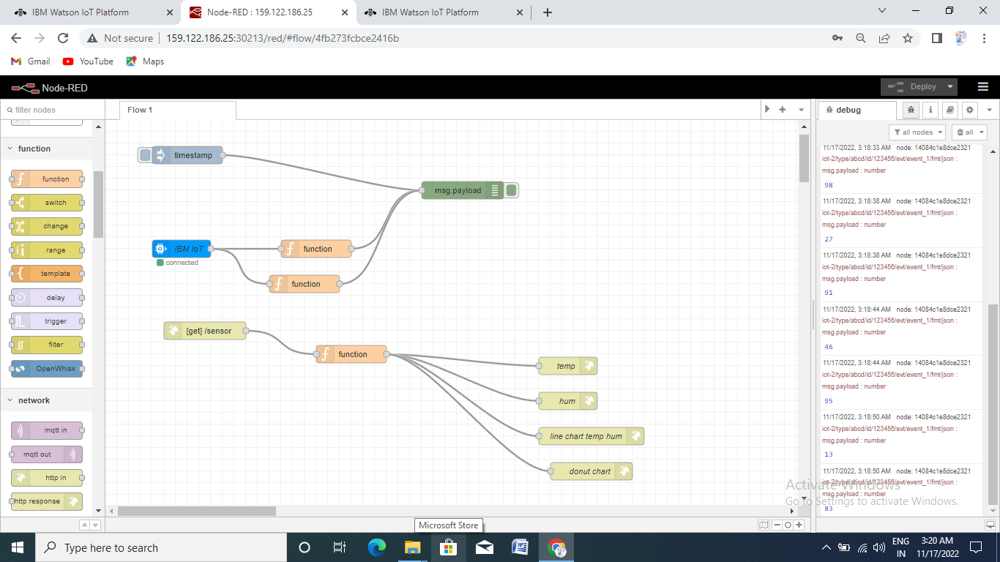 IBM Watson IoT Platform
Node-RED : 159.122.186.25
IBM Watson IoT Platform
Not secure
159.122.186.25:30213/red/#flow/4fb273fcbce2416b
Gmail
YouTube
Maps
Node-RED
Deploy
filter nodes
function
function
switch
change
range
template
delay
trigger
filter
OpenWhisk
network
mqtt in
mqtt out
http in
http response
Flow 1
timestamp
msg.payload
IBM IoT
connected
function
function
[get] /sensor
function
temp
hum
line chart temp hum
donut chart
debug
all nodes
all
11/17/2022, 3:18:33 AM node: 14084c1e8dce2321
iot-2/type/abcd/id/123456/evt/event_1/fmt/json :
msg.payload : number
98
11/17/2022, 3:18:38 AM node: 14084c1e8dce2321
iot-2/type/abcd/id/123456/evt/event_1/fmt/json :
msg.payload : number
27
11/17/2022, 3:18:38 AM node: 14084c1e8dce2321
iot-2/type/abcd/id/123456/evt/event_1/fmt/json :
msg.payload : number
91
11/17/2022, 3:18:44 AM node: 14084c1e8dce2321
iot-2/type/abcd/id/123456/evt/event_1/fmt/json :
msg.payload : number
46
11/17/2022, 3:18:44 AM node: 14084c1e8dce2321
iot-2/type/abcd/id/123456/evt/event_1/fmt/json :
msg.payload : number
95
11/17/2022, 3:18:50 AM node: 14084c1e8dce2321
iot-2/type/abcd/id/123456/evt/event_1/fmt/json :
msg.payload : number
13
11/17/2022, 3:18:50 AM node: 14084c1e8dce2321
iot-2/type/abcd/id/123456/evt/event_1/fmt/json :
msg.payload : number
83
Activate Windows
Go to Settings to activate Windows.
Microsoft Store
Type here to search
ENG
IN
3:20 AM
11/17/2022